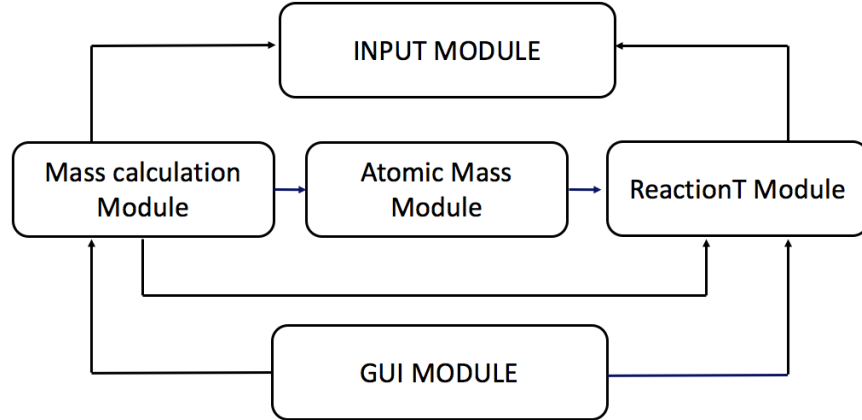 INPUT MODULE
Mass calculation
Module
Atomic Mass
Module
ReactionT Module
GUI MODULE